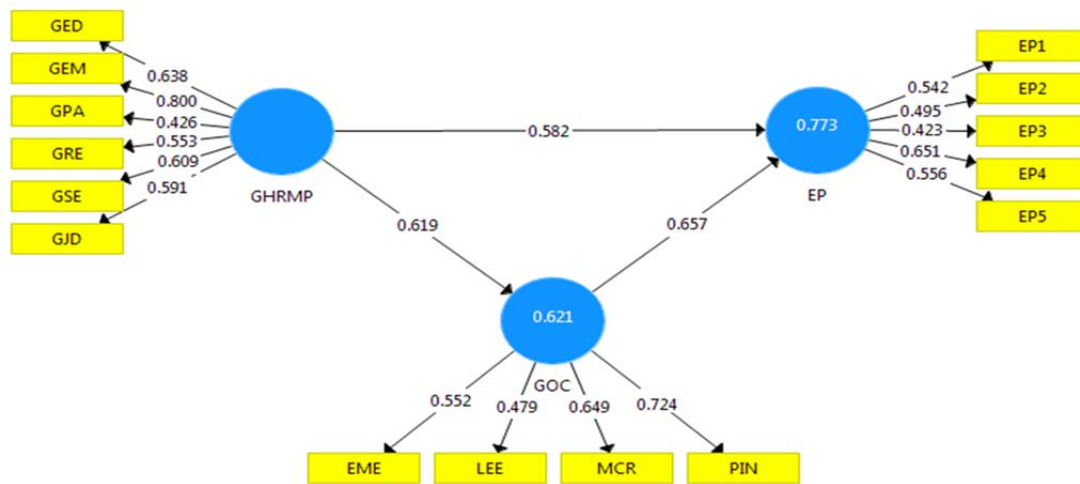 GED
GEM
GPA
GRE
GSE
GJD
0.638
0.800
0.426
0.553
0.609
0.591
GHRMP
0.582
0.619
0.773
EP
0.657
0.542
0.495
0.423
0.651
0.556
EP1
EP2
EP3
EP4
EP5
0.621
GOC
0.552
0.479
0.649
0.724
EME
LEE
MCR
PIN